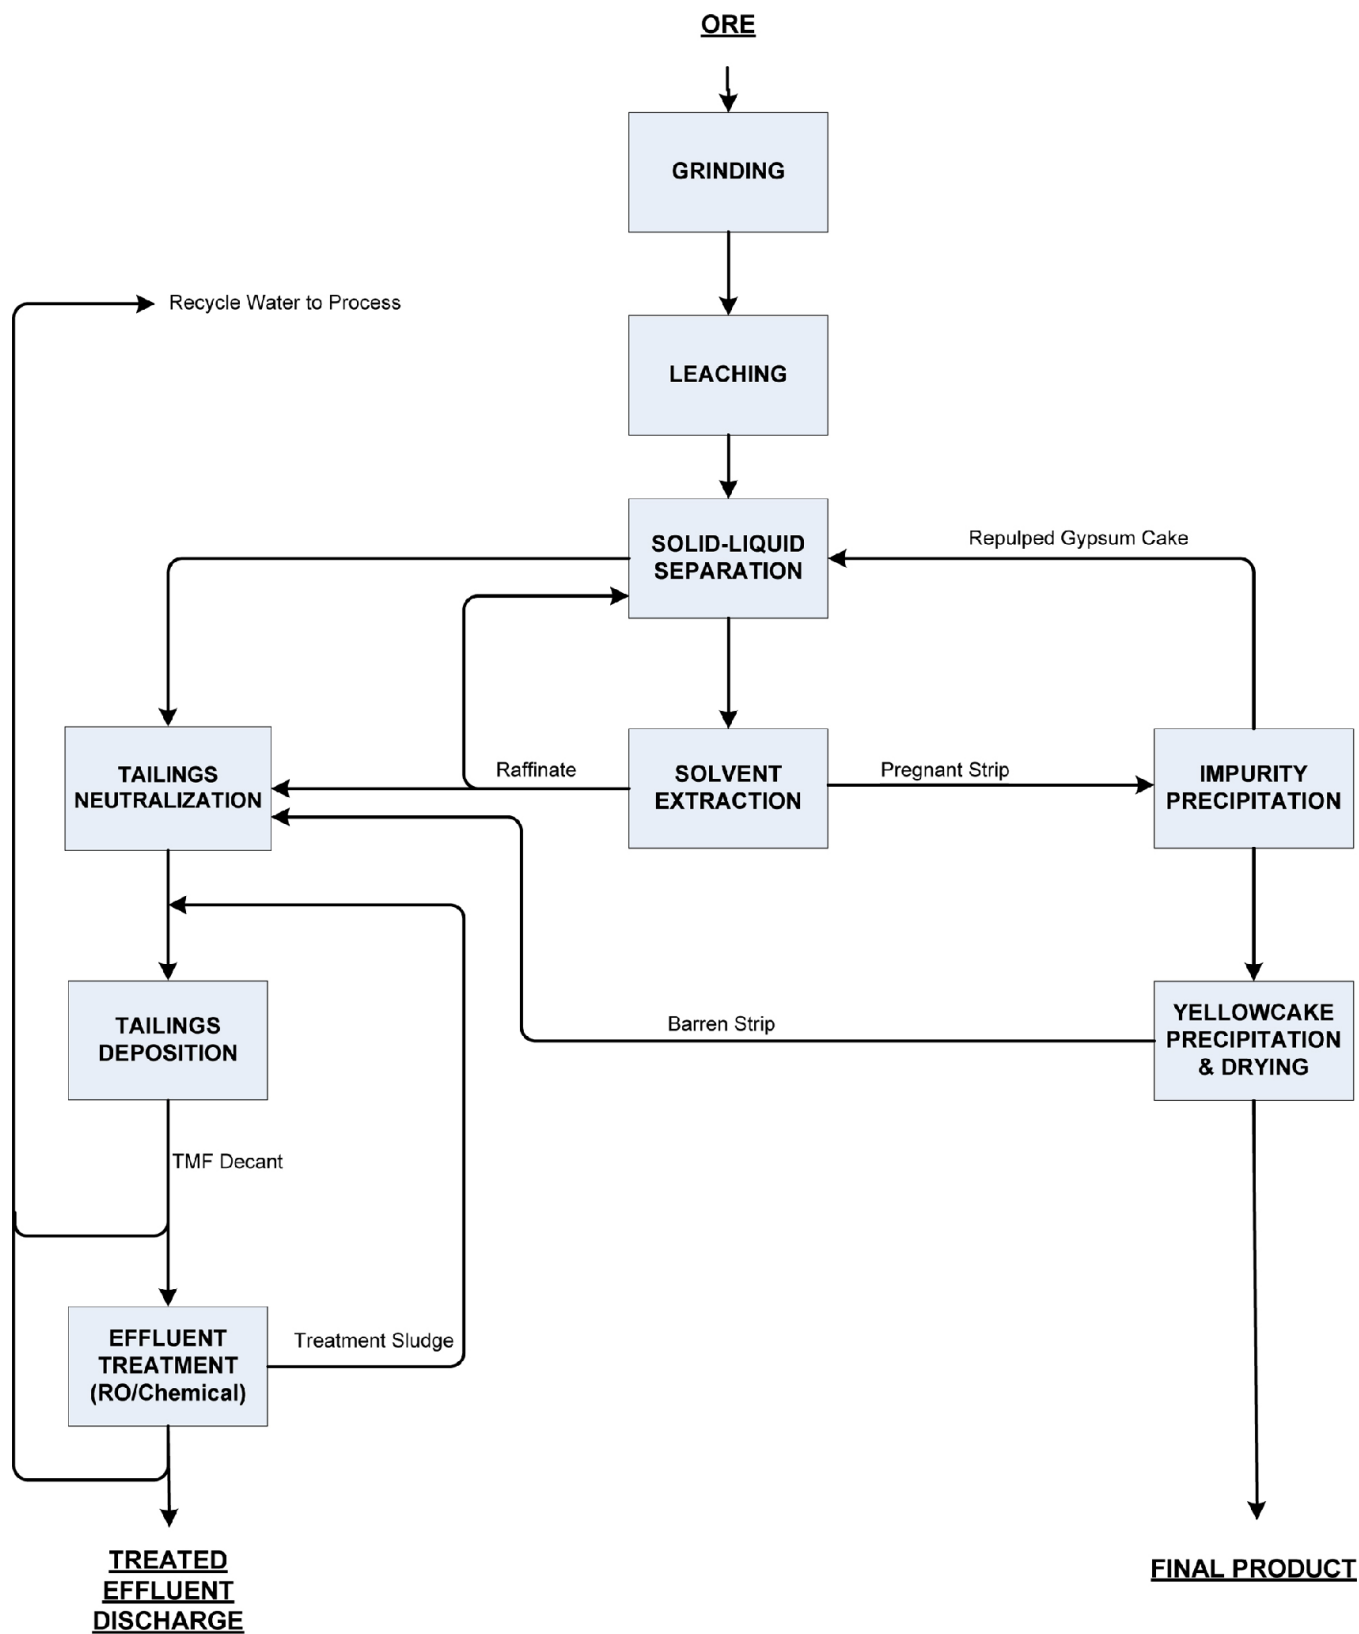 ORE
GRINDING
Recycle Water to Process
LEACHING
SOLID-LIQUID
SEPARATION
Repulped Gypsum Cake
TAILINGS
NEUTRALIZATION
Raffinate
SOLVENT
EXTRACTION
Pregnant Strip
IMPURITY
PRECIPITATION
TAILINGS
DEPOSITION
Barren Strip
YELLOWCAKE
PRECIPITATION
& DRYING
TMF Decant
EFFLUENT
TREATMENT
(RO/Chemical)
Treatment Sludge
TREATED
EFFLUENT
DISCHARGE
FINAL PRODUCT